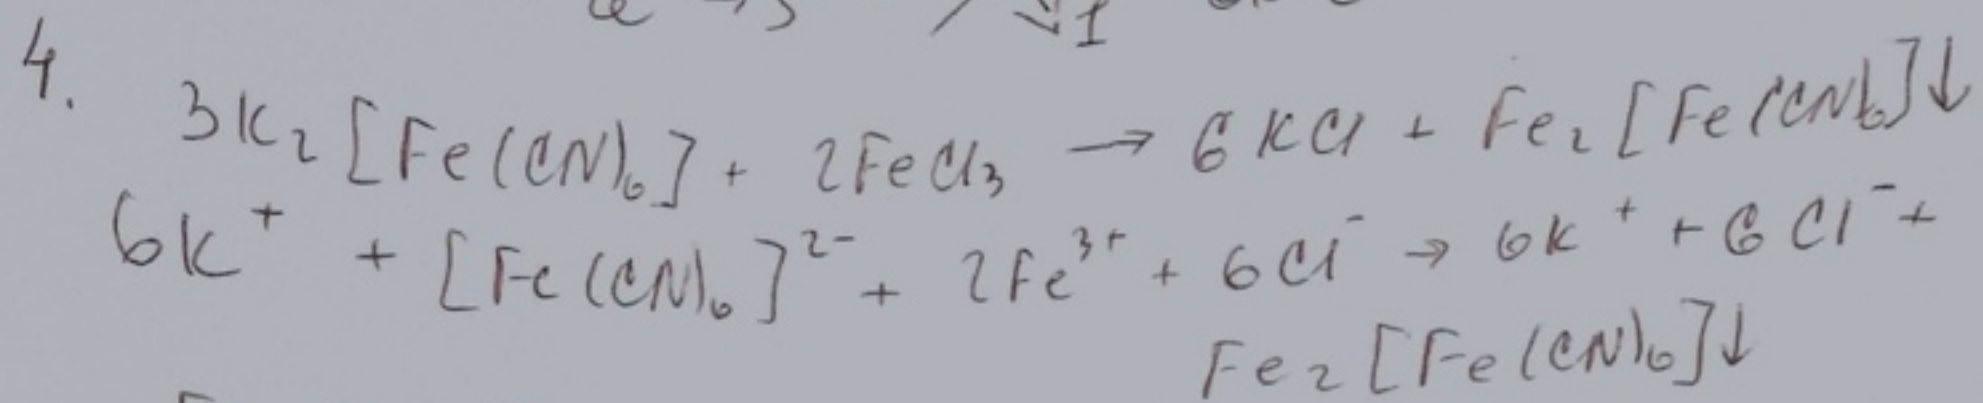 4.
3K₂[Fe(CN)₆] + 2FeCl₃ → 6KCl + Fe₂[Fe(CN)₆]↓
6K⁺ + [Fe(CN)₆]²⁻ + 2Fe³⁺ + 6Cl⁻ → 6K⁺ + 6Cl⁻ +
Fe₂[Fe(CN)₆]↓